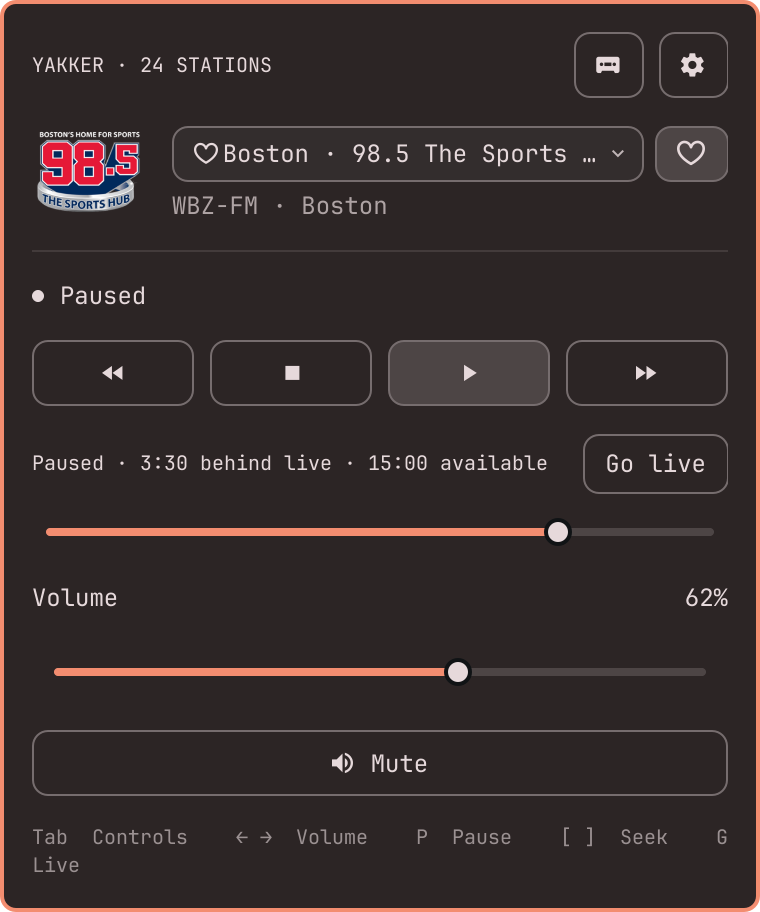 YAKKER · 24 STATIONS
BOSTON'S HOME FOR SPORTS
98.5
THE SPORTS HUB
Boston · 98.5 The Sports …
WBZ-FM · Boston
Paused
Paused · 3:30 behind live · 15:00 available
Go live
Volume
62%
Mute
Tab Controls ← → Volume P Pause [ ] Seek G
Live